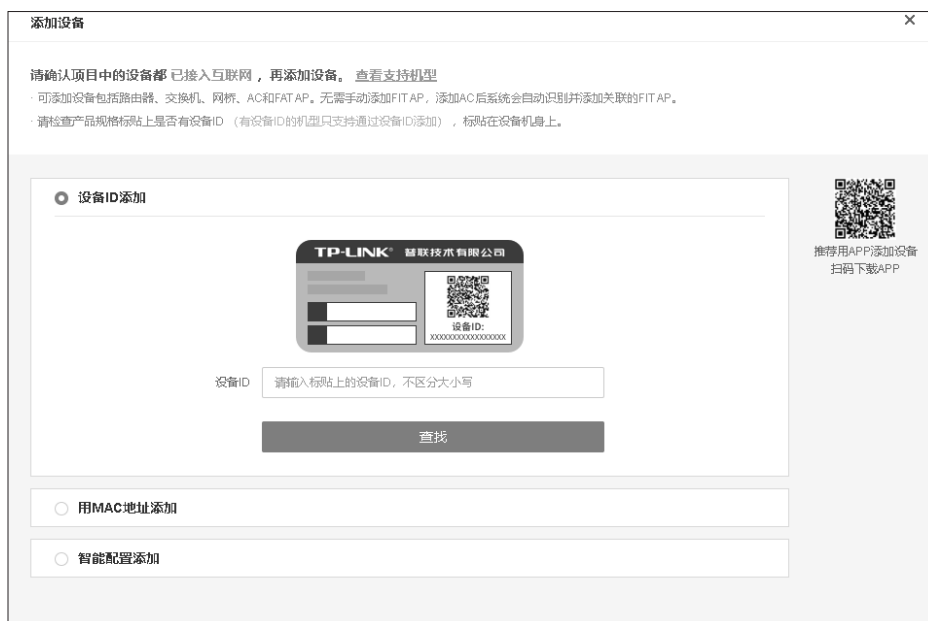 添加设备
请确认项目中的设备都 已接入互联网 ，再添加设备。 查看支持机型
· 可添加设备包括路由器、交换机、网桥、AC和FAT AP。无需手动添加FIT AP，添加AC后系统会自动识别并添加关联的FIT AP。
· 请检查产品规格标贴上是否有设备ID （有设备ID的机型只支持通过设备ID添加），标贴在设备机身上。
设备ID添加
TP-LINK® 普联技术有限公司
设备ID:
XXXXXXXXXXXXXXXXX
设备ID 请输入标贴上的设备ID，不区分大小写
查找
用MAC地址添加
智能配置添加
推荐用APP添加设备
扫码下载APP